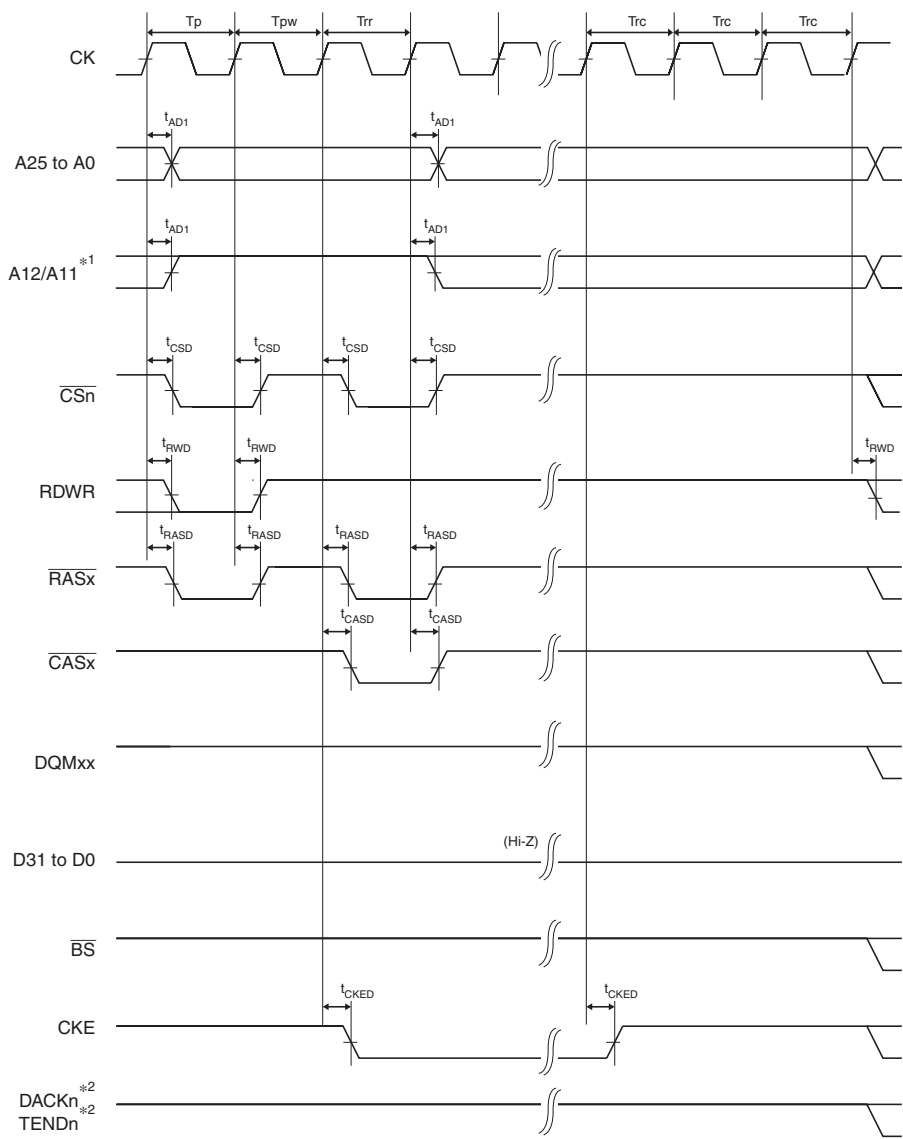 Tp Tpw Trr Trc Trc Trc
CK
tAD1 tAD1
A25 to A0
tAD1 tAD1
A12/A11 *1
tCSD tCSD tCSD tCSD
CSn
tRWD tRWD tRWD
RDWR
tRASD tRASD tRASD tRASD
RASx
tCASD tCASD
CASx
DQMxx
(Hi-Z)
D31 to D0
BS
tCKED tCKED
CKE
DACKn *2
TENDn *2